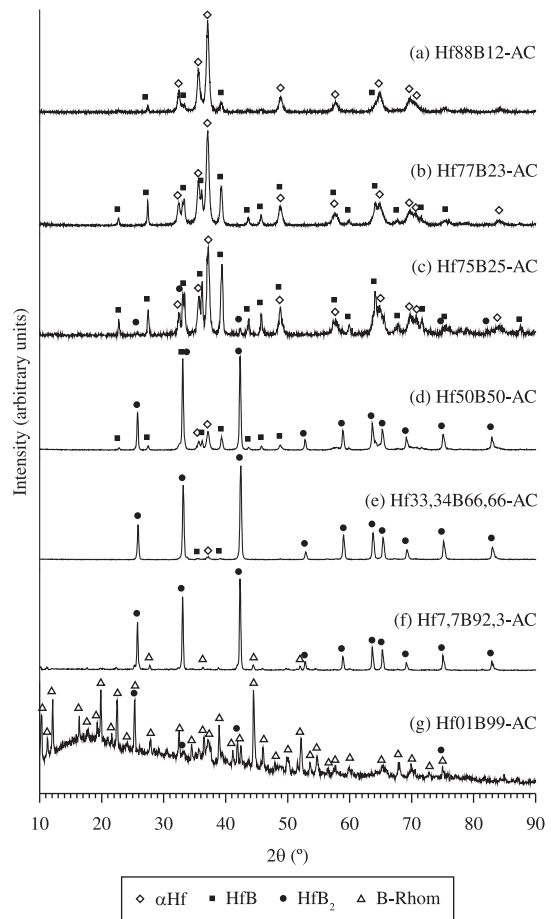 (a) Hf88B12-AC
(b) Hf77B23-AC
(c) Hf75B25-AC
(d) Hf50B50-AC
(e) Hf33,34B66,66-AC
(f) Hf7,7B92,3-AC
(g) Hf01B99-AC
Intensity (arbitrary units)
10 20 30 40 50 60 70 80 90
2θ (º)
αHf HfB HfB2 B-Rhom